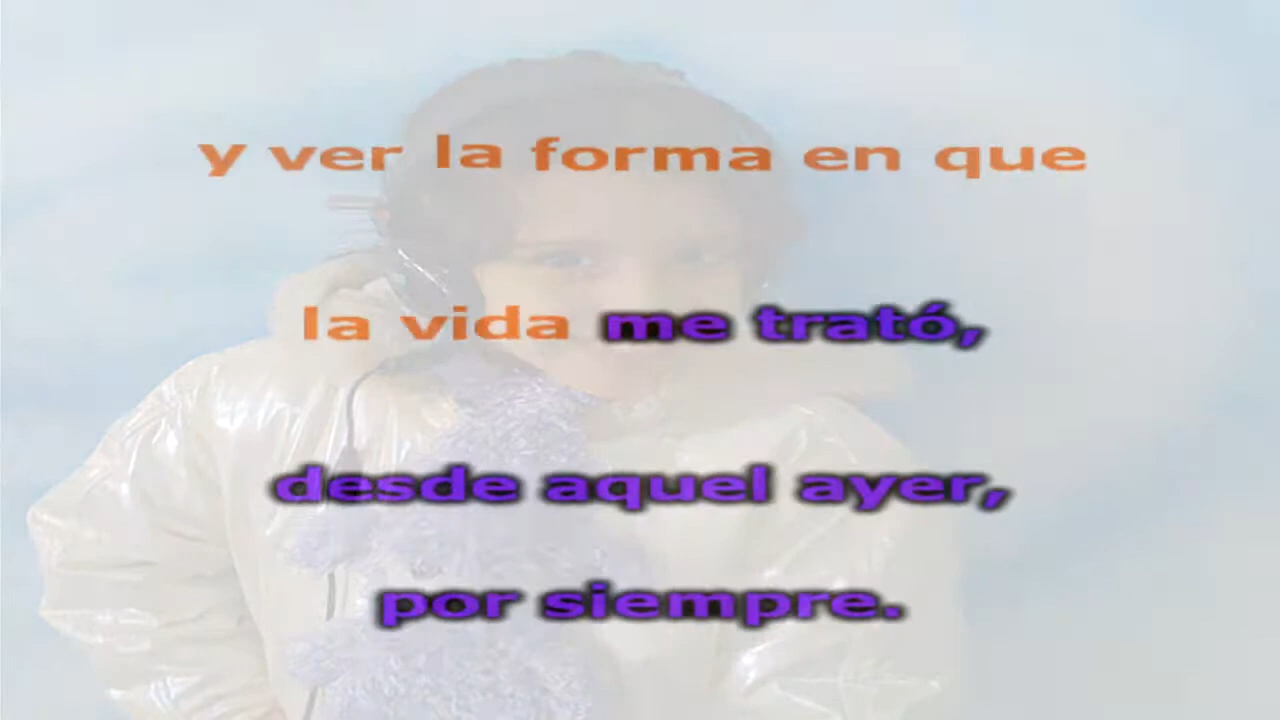 y ver la forma en que
la vida me trató,
desde aquel ayer,
por siempre.